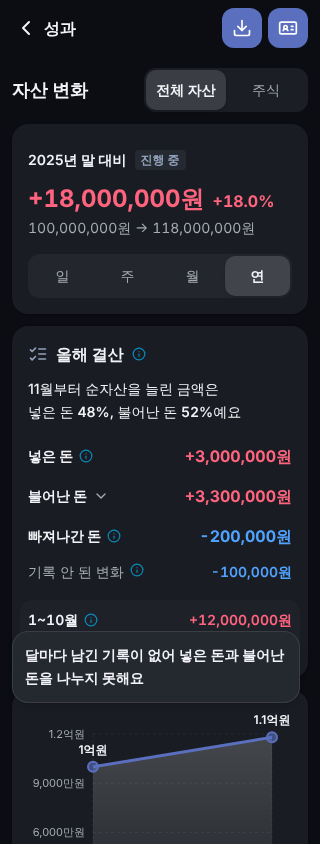 성과
자산 변화
전체 자산
주식
2025년 말 대비
진행 중
+18,000,000원 +18.0%
100,000,000원 → 118,000,000원
일
주
월
연
올해 결산
11월부터 순자산을 늘린 금액은
넣은 돈 48%, 불어난 돈 52%예요
넣은 돈
+3,000,000원
불어난 돈
+3,300,000원
빠져나간 돈
-200,000원
기록 안 된 변화
-100,000원
1~10월
+12,000,000원
달마다 남긴 기록이 없어 넣은 돈과 불어난
돈을 나누지 못해요
1.1억원
1.2억원
1억원
9,000만원
6,000만원